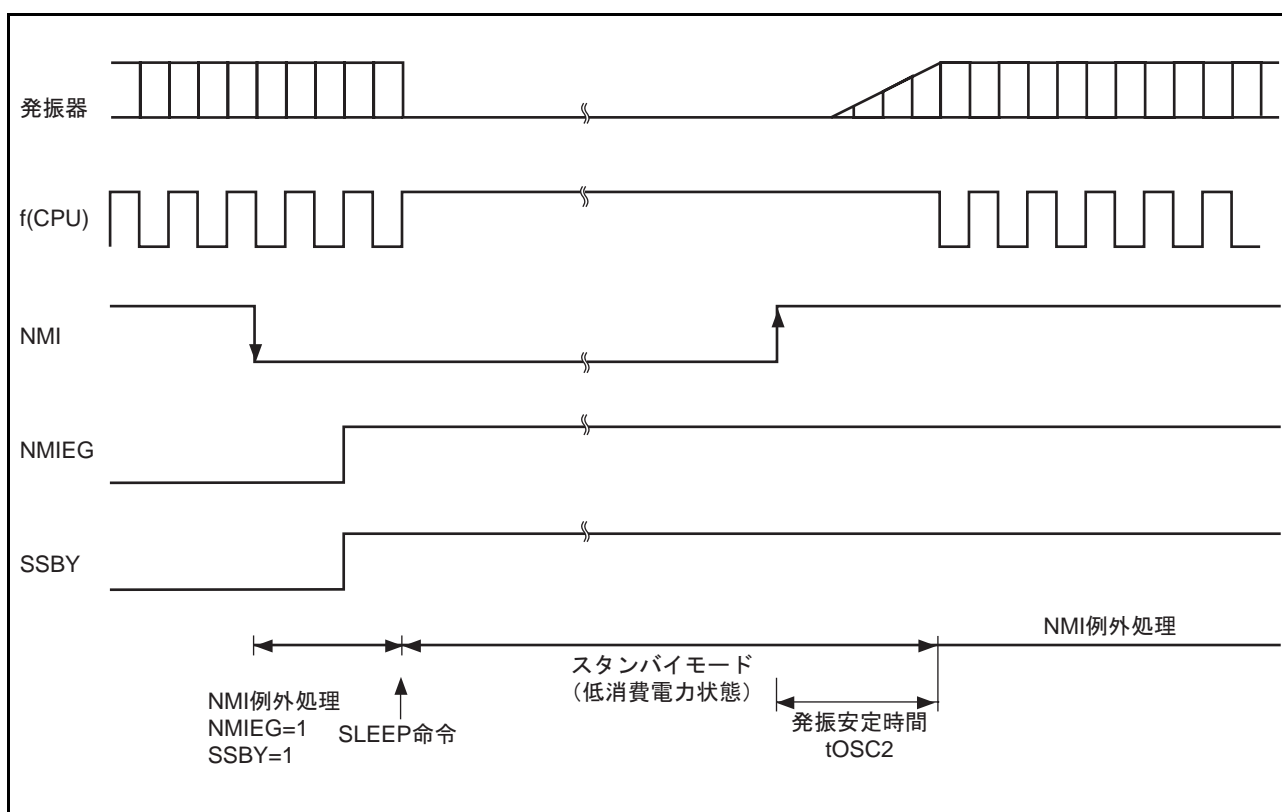 発振器
f(CPU)
NMI
NMIEG
SSBY
NMI例外処理
NMIEG=1
SSBY=1
SLEEP命令
スタンバイモード
（低消費電力状態）
発振安定時間
tOSC2
NMI例外処理